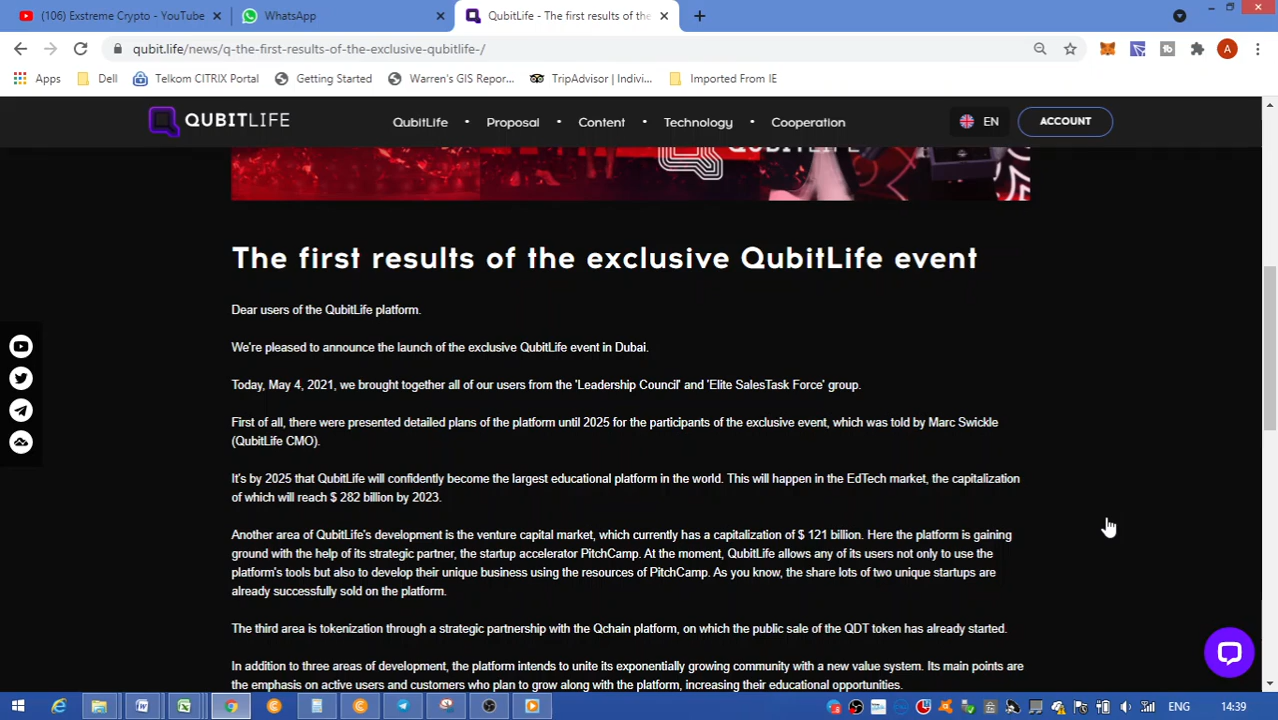 (106) Exstreme Crypto - YouTube
WhatsApp
QubitLife - The first results of the
qubit.life/news/q-the-first-results-of-the-exclusive-qubitlife-/
A
Apps
Dell
Telkom CITRIX Portal
Getting Started
Warren's GIS Repor...
TripAdvisor | Indivi...
Imported From IE
QUBITLIFE
QubitLife
Proposal
Content
Technology
Cooperation
EN
ACCOUNT
The first results of the exclusive QubitLife event
Dear users of the QubitLife platform.
We're pleased to announce the launch of the exclusive QubitLife event in Dubai.
Today, May 4, 2021, we brought together all of our users from the 'Leadership Council' and 'Elite SalesTask Force' group.
First of all, there were presented detailed plans of the platform until 2025 for the participants of the exclusive event, which was told by Marc Swickle
(QubitLife CMO).
It's by 2025 that QubitLife will confidently become the largest educational platform in the world. This will happen in the EdTech market, the capitalization
of which will reach $ 282 billion by 2023.
Another area of QubitLife's development is the venture capital market, which currently has a capitalization of $ 121 billion. Here the platform is gaining
ground with the help of its strategic partner, the startup accelerator PitchCamp. At the moment, QubitLife allows any of its users not only to use the
platform's tools but also to develop their unique business using the resources of PitchCamp. As you know, the share lots of two unique startups are
already successfully sold on the platform.
The third area is tokenization through a strategic partnership with the Qchain platform, on which the public sale of the QDT token has already started.
In addition to three areas of development, the platform intends to unite its exponentially growing community with a new value system. Its main points are
the emphasis on active users and customers who plan to grow along with the platform, increasing their educational opportunities.
ENG
14:39